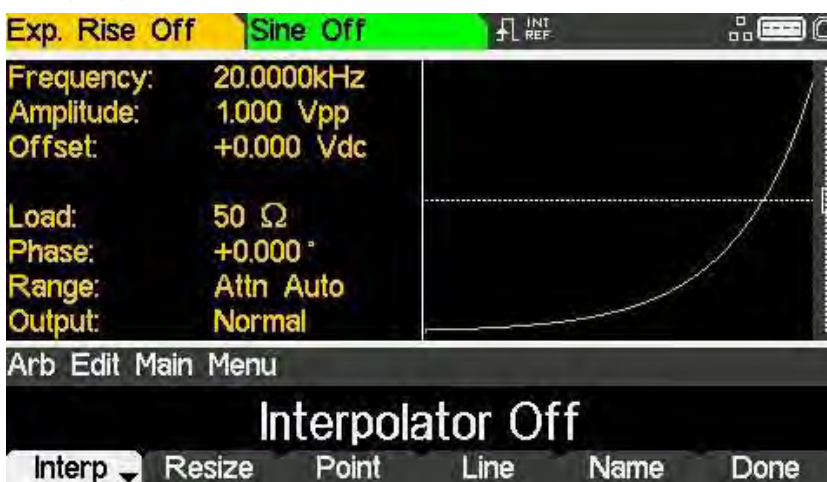 Exp. Rise Off Sine Off INT REF
Frequency: 20.0000kHz
Amplitude: 1.000 Vpp
Offset: +0.000 Vdc
Load: 50 Ω
Phase: +0.000°
Range: Attn Auto
Output: Normal
Arb Edit Main Menu
Interpolator Off
Interp Resize Point Line Name Done